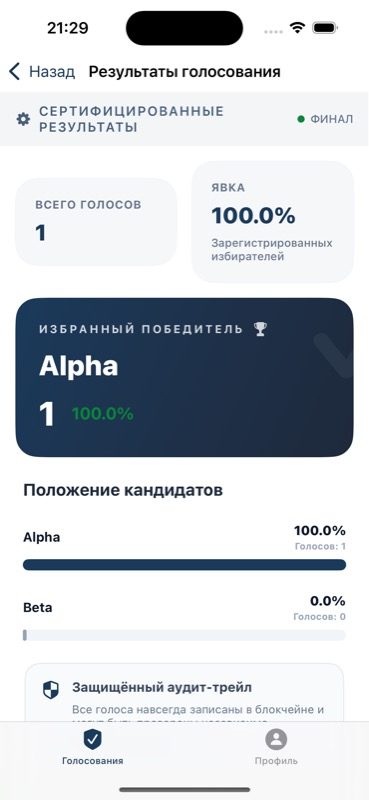 21:29
Назад Результаты голосования
СЕРТИФИЦИРОВАННЫЕ
РЕЗУЛЬТАТЫ
ФИНАЛ
ВСЕГО ГОЛОСОВ
1
ЯВКА
100.0%
Зарегистрированных
избирателей
ИЗБРАННЫЙ ПОБЕДИТЕЛЬ
Alpha
1 100.0%
Положение кандидатов
Alpha
100.0%
Голосов: 1
Beta
0.0%
Голосов: 0
Защищённый аудит-трейл
Все голоса навсегда записаны в блокчейне и
Голосования
Профиль